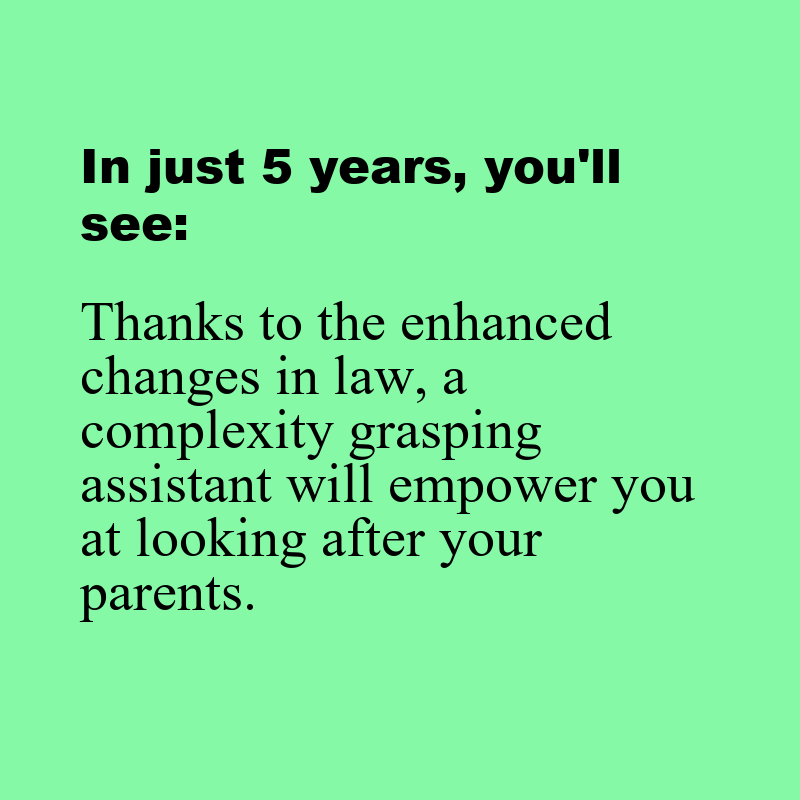 In just 5 years, you'll
see:
Thanks to the enhanced
changes in law, a
complexity grasping
assistant will empower you
at looking after your
parents.